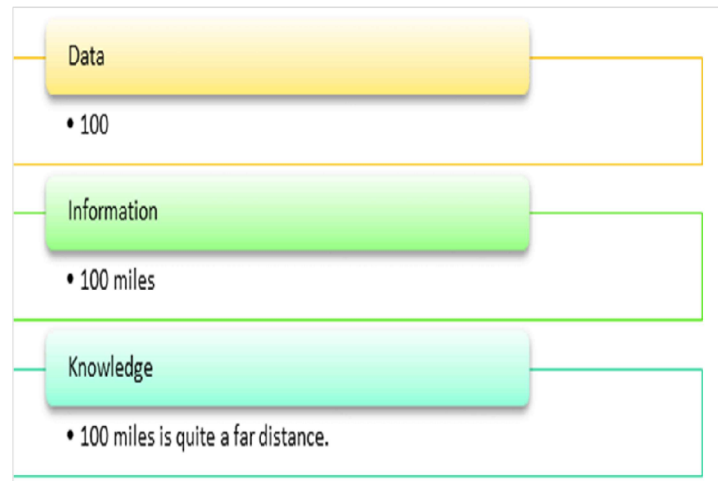 Data
• 100
Information
• 100 miles
Knowledge
• 100 miles is quite a far distance.